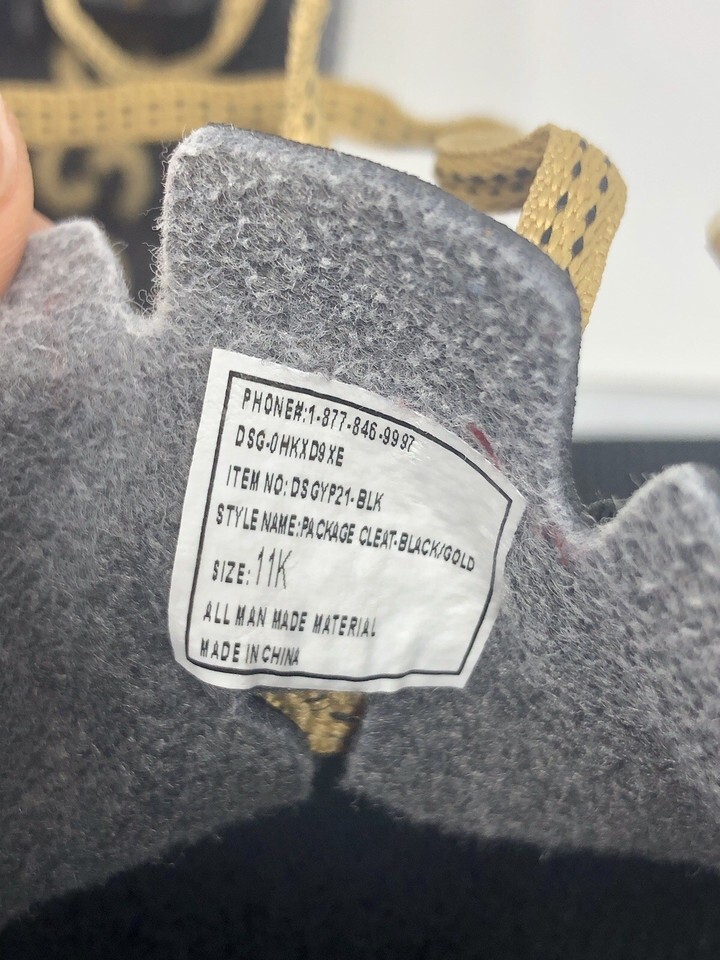 PHONE#:1-877-846-9997
DSG-0HKXD9XE
ITEM NO:DSGYP21-BLK
STYLE NAME:PACKAGE CLEAT-BLACK/GOLD
SIZE: 11K
ALL MAN MADE MATERIAL
MADE IN CHINA